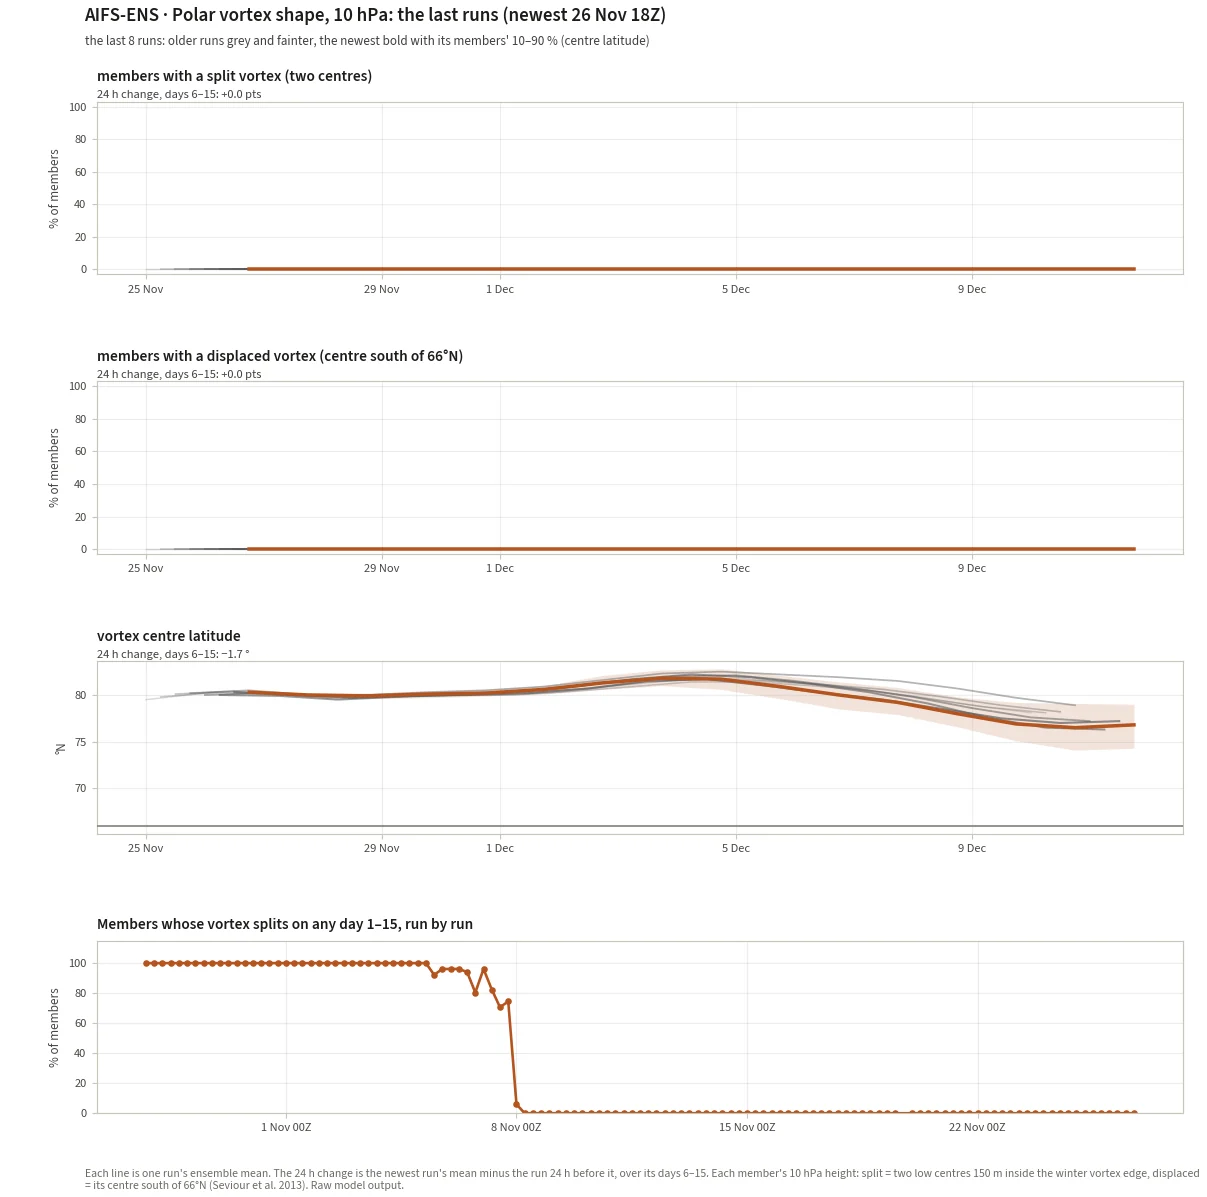 AIFS-ENS · Polar vortex shape, 10 hPa: the last runs (newest 26 Nov 18Z)
the last 8 runs: older runs grey and fainter, the newest bold with its members' 10–90 % (centre latitude)
members with a split vortex (two centres)
24 h change, days 6–15: +0.0 pts
% of members
100
80
60
40
20
0
25 Nov
29 Nov
1 Dec
5 Dec
9 Dec
members with a displaced vortex (centre south of 66°N)
24 h change, days 6–15: +0.0 pts
% of members
100
80
60
40
20
0
25 Nov
29 Nov
1 Dec
5 Dec
9 Dec
vortex centre latitude
24 h change, days 6–15: −1.7 °
°N
80
75
70
25 Nov
29 Nov
1 Dec
5 Dec
9 Dec
Members whose vortex splits on any day 1–15, run by run
% of members
100
80
60
40
20
0
1 Nov 00Z
8 Nov 00Z
15 Nov 00Z
22 Nov 00Z
Each line is one run's ensemble mean. The 24 h change is the newest run's mean minus the run 24 h before it, over its days 6–15. Each member's 10 hPa height: split = two low centres 150 m inside the winter vortex edge, displaced
= its centre south of 66°N (Seviour et al. 2013). Raw model output.